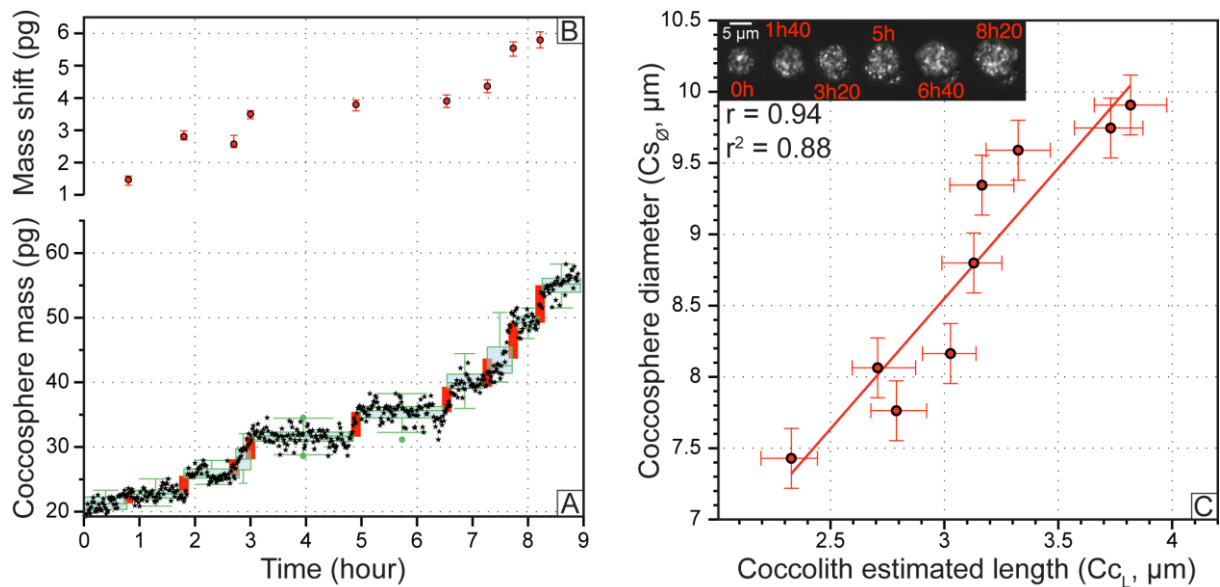 Mass shift (pg)
6
5
4
3
2
1
B
Coccosphere mass (pg)
60
50
40
30
20
A
0 1 2 3 4 5 6 7 8 9
Time (hour)
Coccosphere diameter (Cs⌀, µm)
10.5
10
9.5
9
8.5
8
7.5
7
5 µm 1h40 5h 8h20
0h 3h20 6h40
r = 0.94
r² = 0.88
C
2.5 3 3.5 4
Coccolith estimated length (Cc_L, µm)